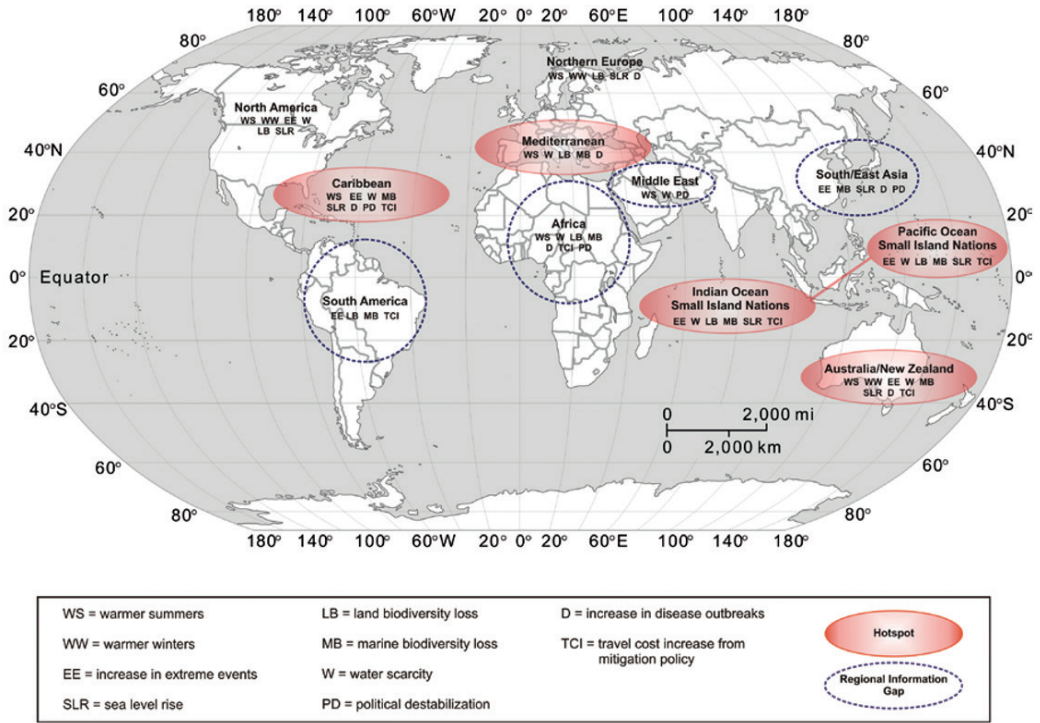 180° 140° 100° 60°W 20° 0° 20° 60°E 100° 140° 180°
80° 80°
60° 60°
40°N 40°N
20° 20°
0° Equator 0°
20° 20°
40°S 40°S
60° 60°
80° 80°
Northern Europe
WS WW LB SLR D
North America
WS WW EE W
LB SLR
Mediterranean
WS W LB MB D
Caribbean
WS EE W MB
SLR D PD TCI
Middle East
WS W PD
South/East Asia
EE MB SLR D PD
Africa
WS W LB MB
D TCI PD
Pacific Ocean
Small Island Nations
EE W LB MB SLR TCI
South America
EE LB MB TCI
Indian Ocean
Small Island Nations
EE W LB MB SLR TCI
Australia/New Zealand
WS WW EE W MB
SLR D TCI
0 2,000 mi
0 2,000 km
180° 140° 100° 60°W 20° 0° 20° 60°E 100° 140° 180°
WS = warmer summers
WW = warmer winters
EE = increase in extreme events
SLR = sea level rise
LB = land biodiversity loss
MB = marine biodiversity loss
W = water scarcity
PD = political destabilization
D = increase in disease outbreaks
TCI = travel cost increase from
mitigation policy
Hotspot
Regional Information
Gap